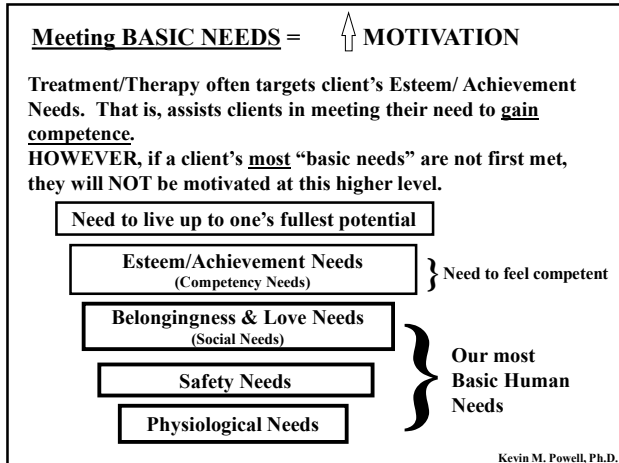 Meeting BASIC NEEDS = MOTIVATION
Treatment/Therapy often targets client's Esteem/ Achievement
Needs. That is, assists clients in meeting their need to gain
competence.
HOWEVER, if a client's most “basic needs” are not first met,
they will NOT be motivated at this higher level.
Need to live up to one's fullest potential
Esteem/Achievement Needs
(Competency Needs)
Need to feel competent
Belongingness & Love Needs
(Social Needs)
Safety Needs
Physiological Needs
Our most
Basic Human
Needs
Kevin M. Powell, Ph.D.